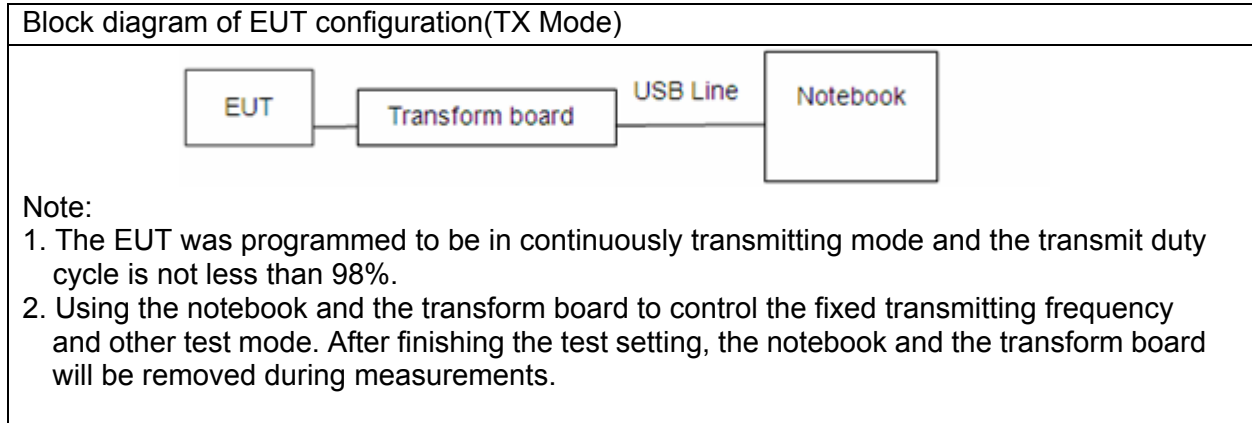 Block diagram of EUT configuration(TX Mode)
EUT
Transform board
USB Line
Notebook
Note:
1. The EUT was programmed to be in continuously transmitting mode and the transmit duty
cycle is not less than 98%.
2. Using the notebook and the transform board to control the fixed transmitting frequency
and other test mode. After finishing the test setting, the notebook and the transform board
will be removed during measurements.